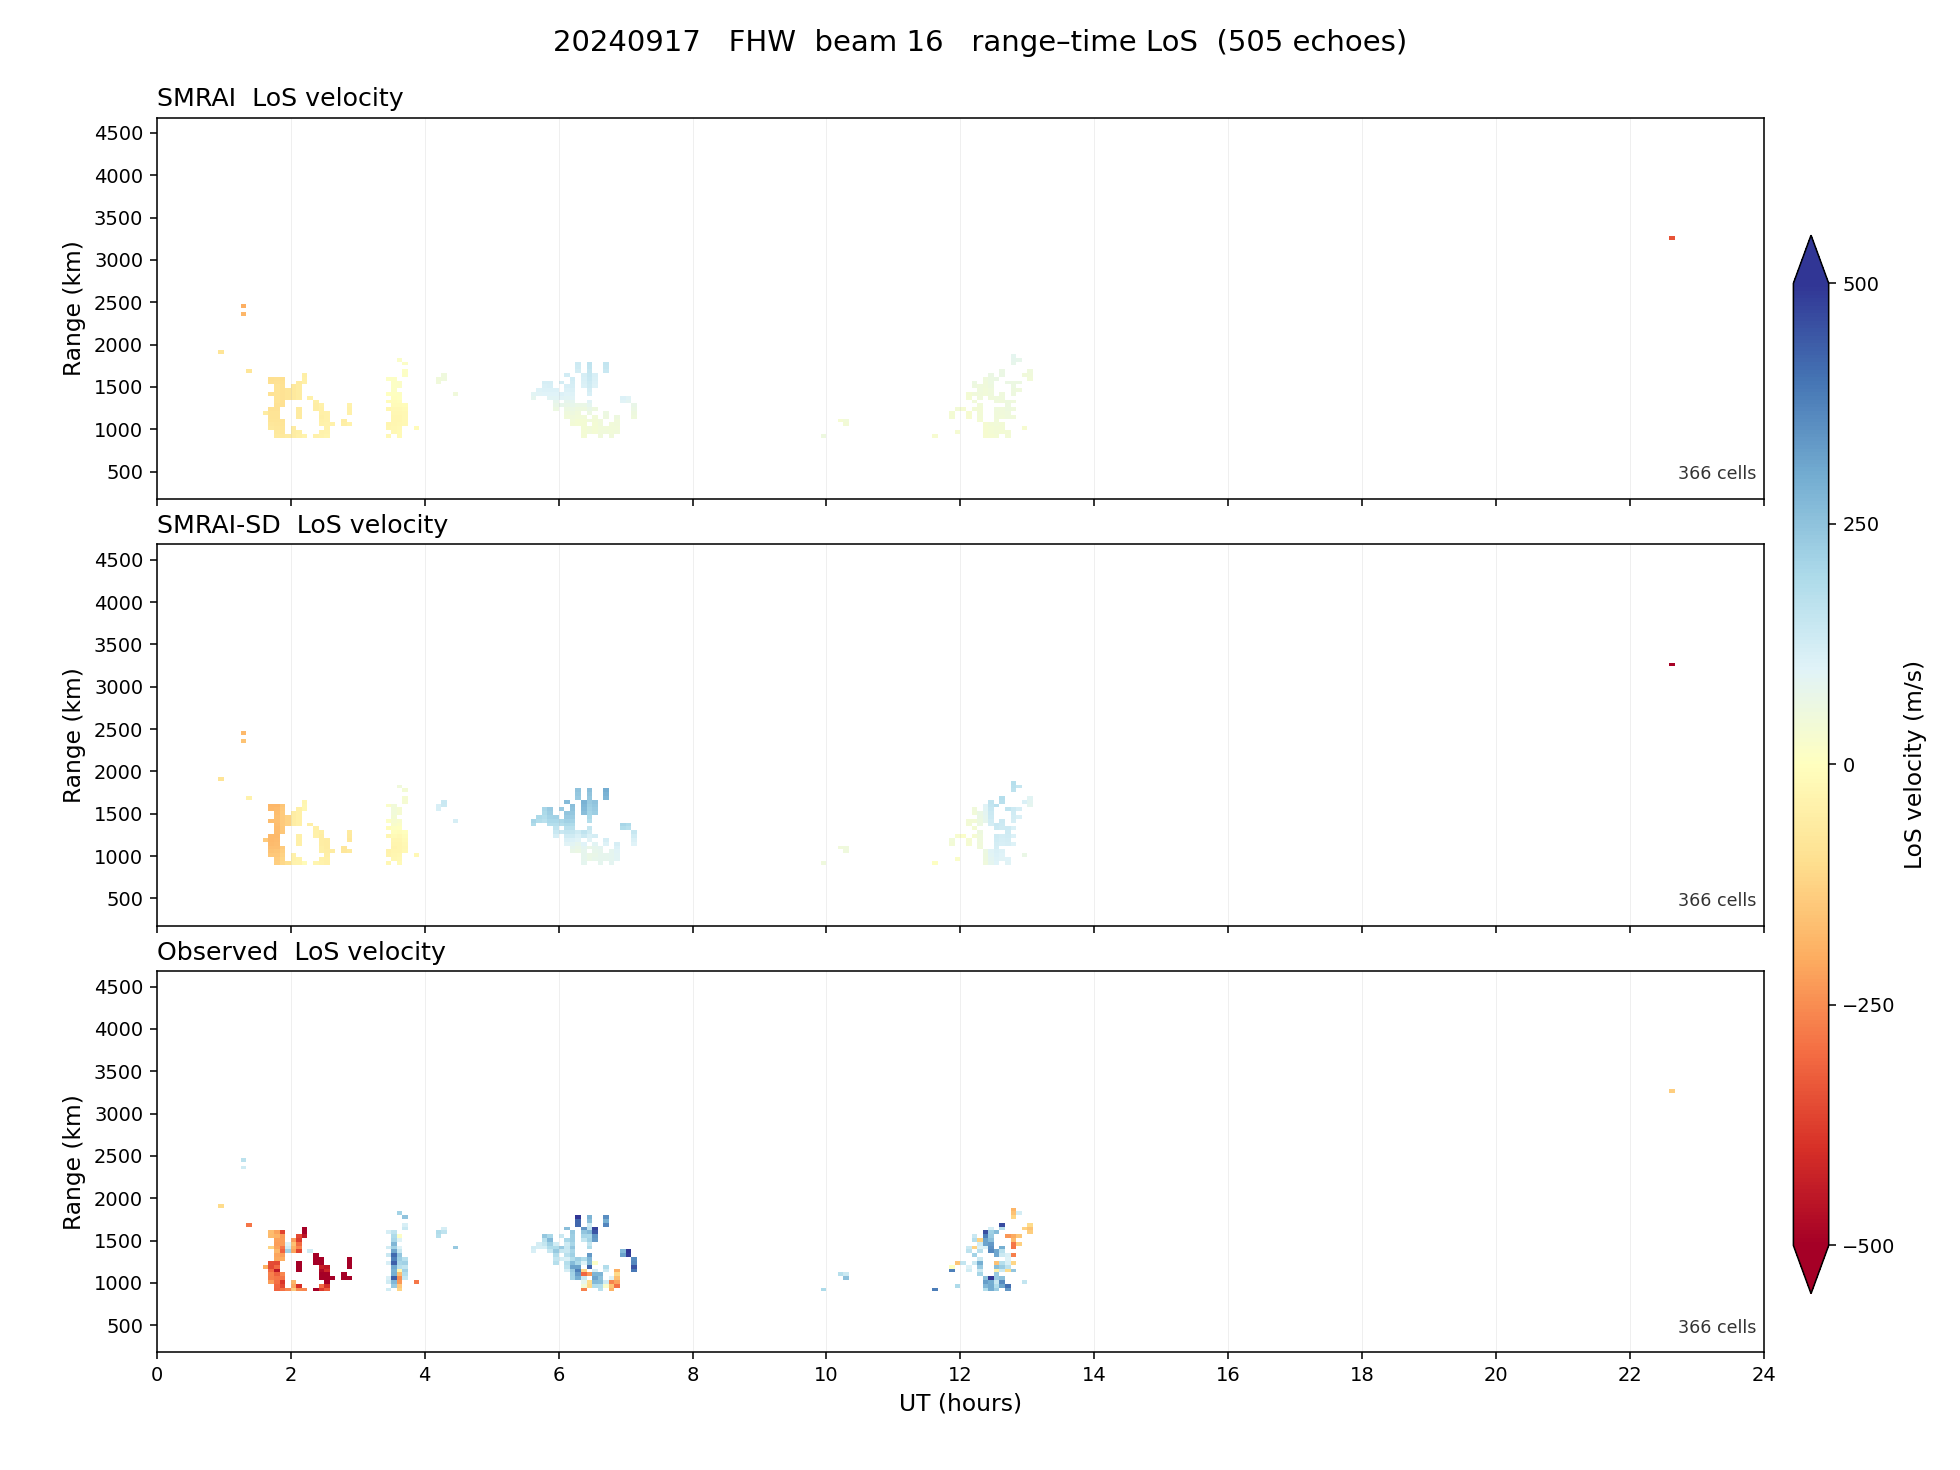 20240917   FHW  beam 16   range–time LoS  (505 echoes)
SMRAI  LoS velocity
4500
4000
3500
3000
2500
2000
1500
1000
500
Range (km)
366 cells
SMRAI-SD  LoS velocity
4500
4000
3500
3000
2500
2000
1500
1000
500
Range (km)
366 cells
Observed  LoS velocity
4500
4000
3500
3000
2500
2000
1500
1000
500
Range (km)
366 cells
0 2 4 6 8 10 12 14 16 18 20 22 24
UT (hours)
500
250
0
−250
−500
LoS velocity (m/s)